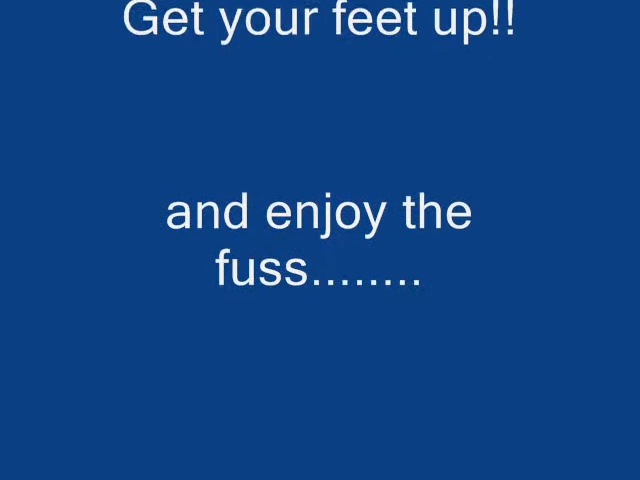 Get your feet up!!
and enjoy the
fuss........